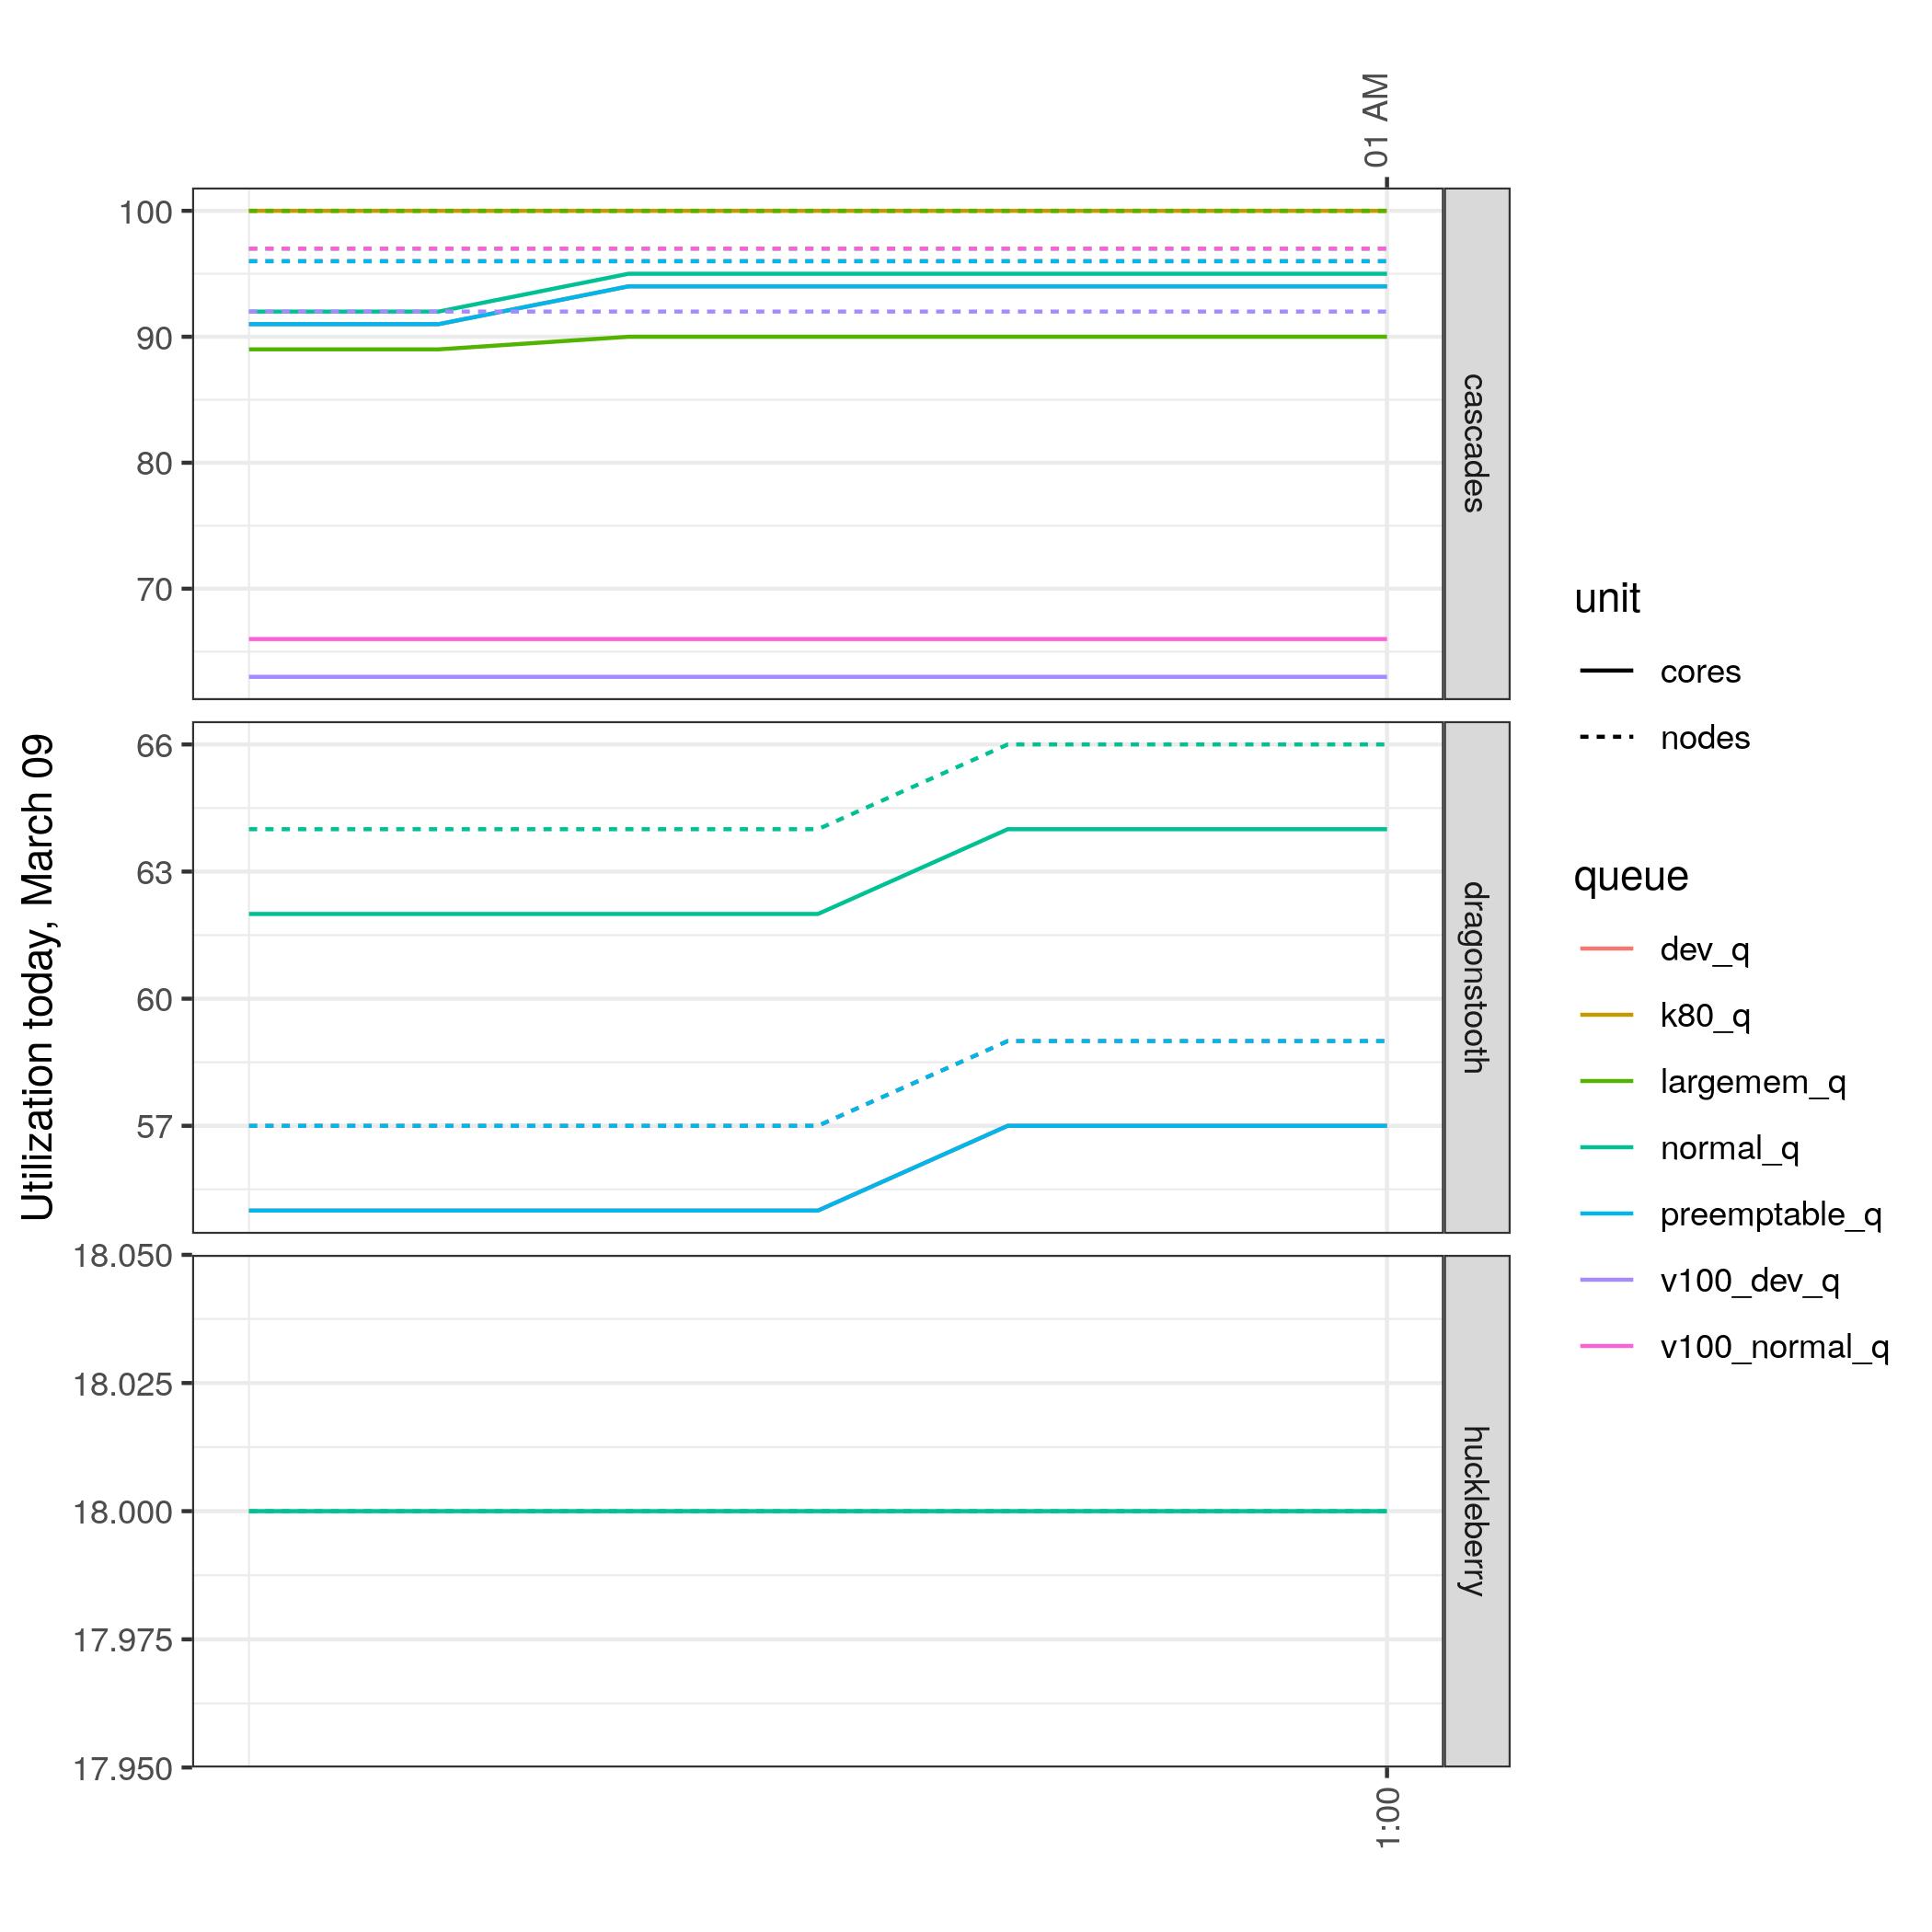 01 AM
100
90
80
70
cascades
Utilization today, March 09
66
63
60
57
dragonstooth
18.050
18.025
18.000
17.975
17.950
huckleberry
1:00
unit
cores
nodes
queue
dev_q
k80_q
largemem_q
normal_q
preemptable_q
v100_dev_q
v100_normal_q